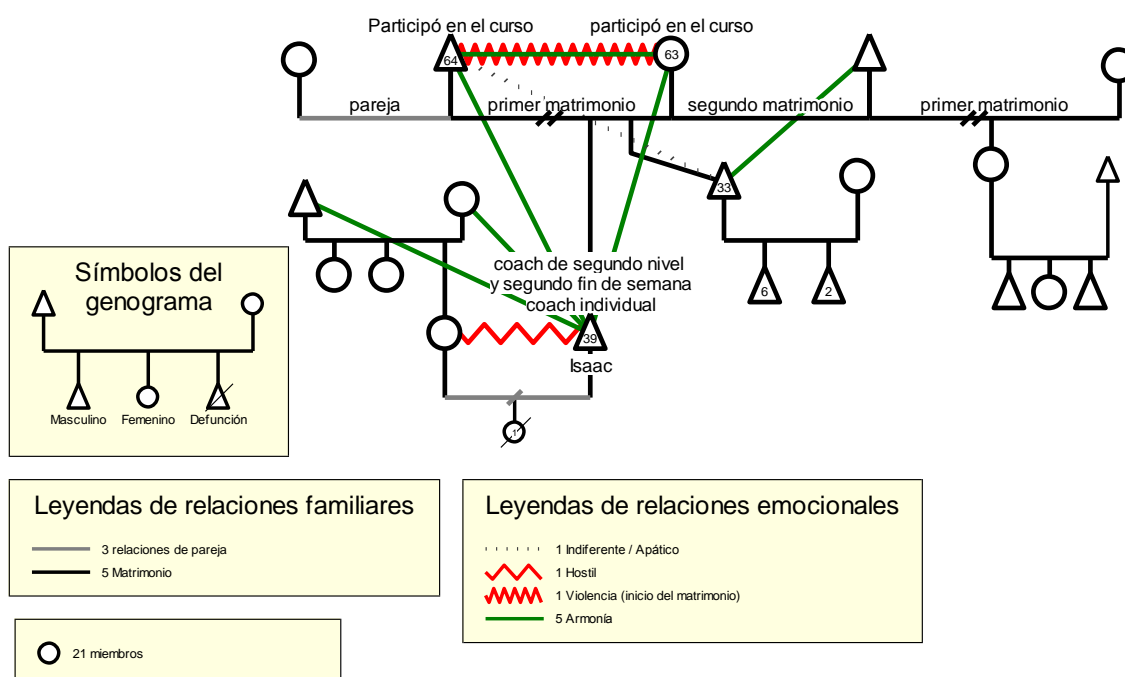 Participó en el curso
participó en el curso
64
63
pareja
primer matrimonio
segundo matrimonio
primer matrimonio
33
6
2
coach de segundo nivel
y segundo fin de semana
coach individual
39
Isaac
1
Símbolos del
genograma
Masculino
Femenino
Defunción
Leyendas de relaciones familiares
3 relaciones de pareja
5 Matrimonio
Leyendas de relaciones emocionales
1 Indiferente / Apático
1 Hostil
1 Violencia (inicio del matrimonio)
5 Armonía
21 miembros